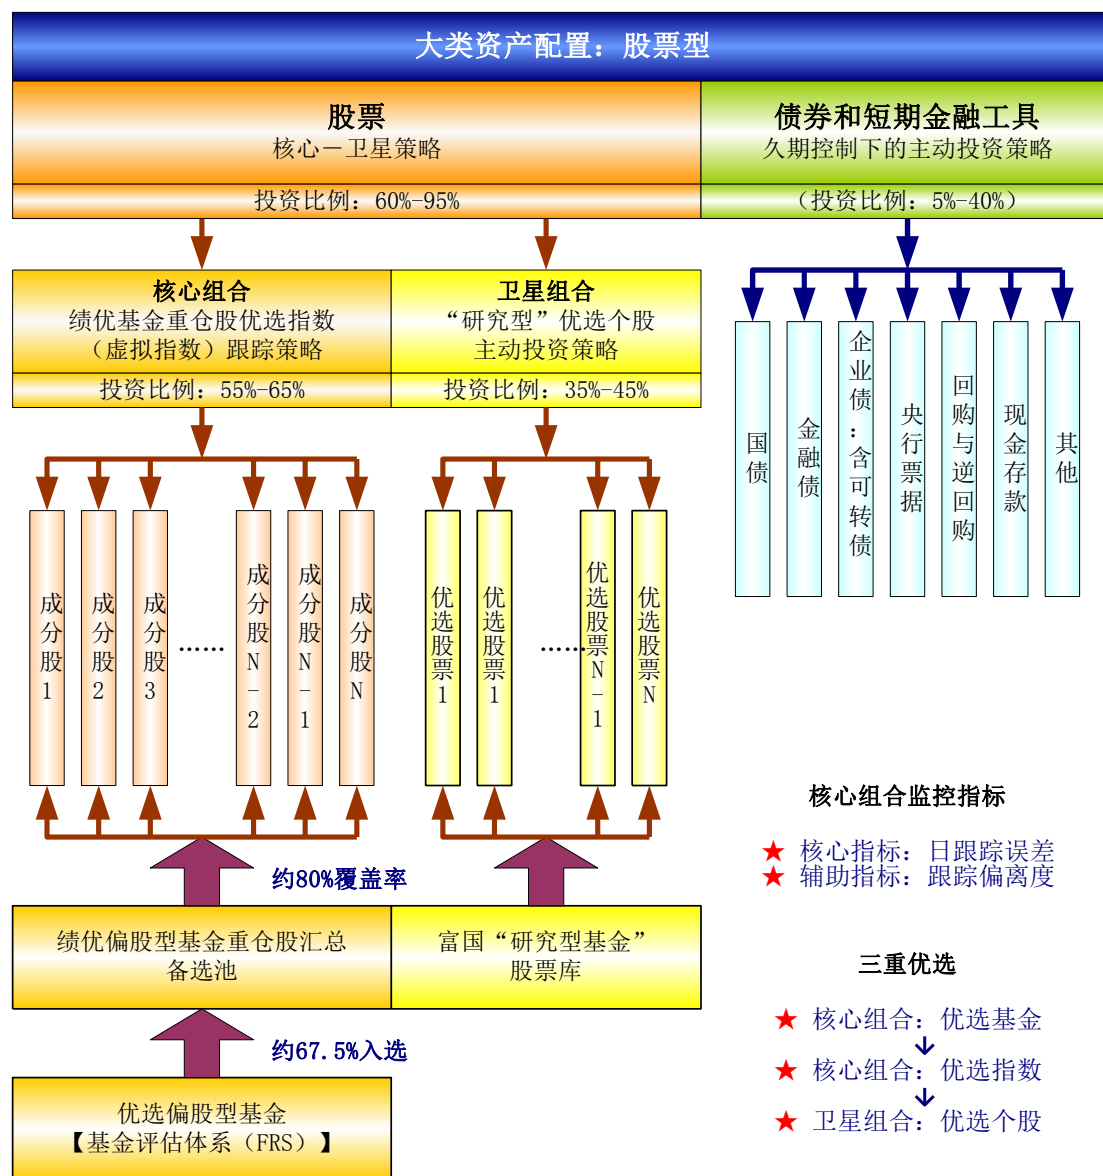 大类资产配置：股票型
股票
核心－卫星策略
投资比例：60%-95%
债券和短期金融工具
久期控制下的主动投资策略
（投资比例：5%-40%）
核心组合
绩优基金重仓股优选指数
（虚拟指数）跟踪策略
投资比例：55%-65%
卫星组合
“研究型”优选个股
主动投资策略
投资比例：35%-45%
国债
金融债
企业债：含可转债
央行票据
回购与逆回购
现金存款
其他
成分股1
成分股2
成分股3
……
成分股N-2
成分股N-1
成分股N
优选股票1
优选股票1
……
优选股票N-1
优选股票N
约80%覆盖率
绩优偏股型基金重仓股汇总
备选池
富国“研究型基金”
股票库
约67.5%入选
优选偏股型基金
【基金评估体系（FRS）】
核心组合监控指标
★ 核心指标：日跟踪误差
★ 辅助指标：跟踪偏离度
三重优选
★ 核心组合：优选基金
★ 核心组合：优选指数
★ 卫星组合：优选个股